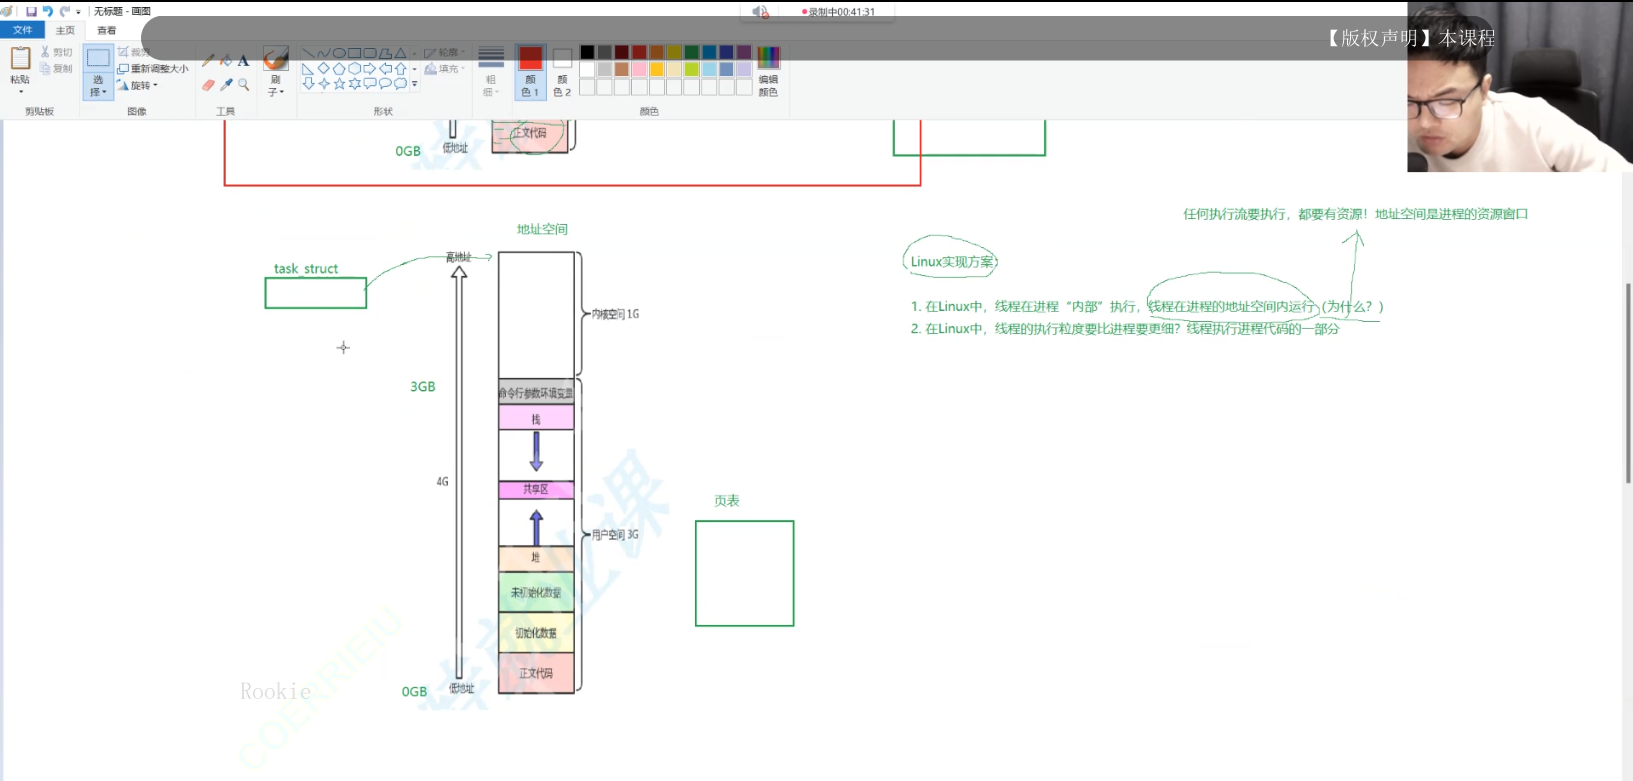 无标题 - 画图
录制中00:41:31
文件
主页
查看
【版权声明】本课程
粘贴
剪切
复制
剪贴板
选择
裁剪
重新调整大小
旋转
图像
A
工具
刷子
形状
轮廓
填充
粗细
颜色 1
颜色 2
编辑颜色
颜色
正文代码
0GB
低地址
任何执行流要执行，都要有资源！地址空间是进程的资源窗口
地址空间
高地址
task_struct
Linux实现方案
1. 在Linux中，线程在进程“内部”执行，线程在进程的地址空间内运行（为什么？）
2. 在Linux中，线程的执行粒度要比进程要更细？线程执行进程代码的一部分
内核空间 1G
3GB
命令行参数环境变量
栈
4G
共享区
页表
用户空间 3G
堆
未初始化数据
初始化数据
正文代码
0GB
低地址
Rookie